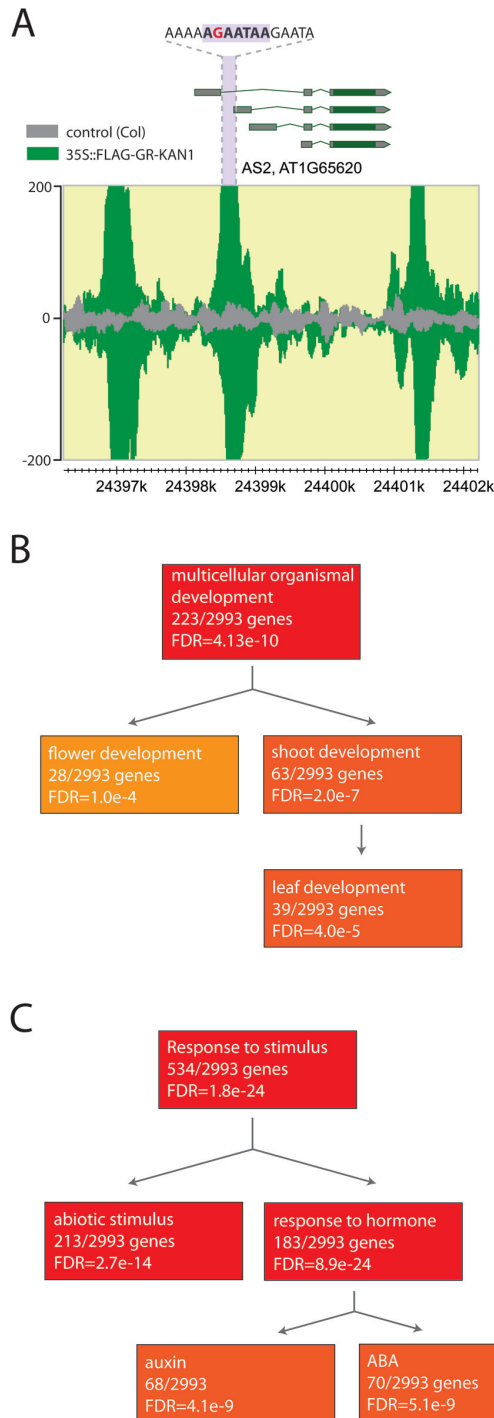 A
AAAAAGAATAAGAATA
control (Col)
35S::FLAG-GR-KAN1
AS2, AT1G65620
200
0
-200
24397k 24398k 24399k 24400k 24401k 24402k
B
multicellular organismal
development
223/2993 genes
FDR=4.13e-10
flower development
28/2993 genes
FDR=1.0e-4
shoot development
63/2993 genes
FDR=2.0e-7
leaf development
39/2993 genes
FDR=4.0e-5
C
Response to stimulus
534/2993 genes
FDR=1.8e-24
abiotic stimulus
213/2993 genes
FDR=2.7e-14
response to hormone
183/2993 genes
FDR=8.9e-24
auxin
68/2993
FDR=4.1e-9
ABA
70/2993 genes
FDR=5.1e-9